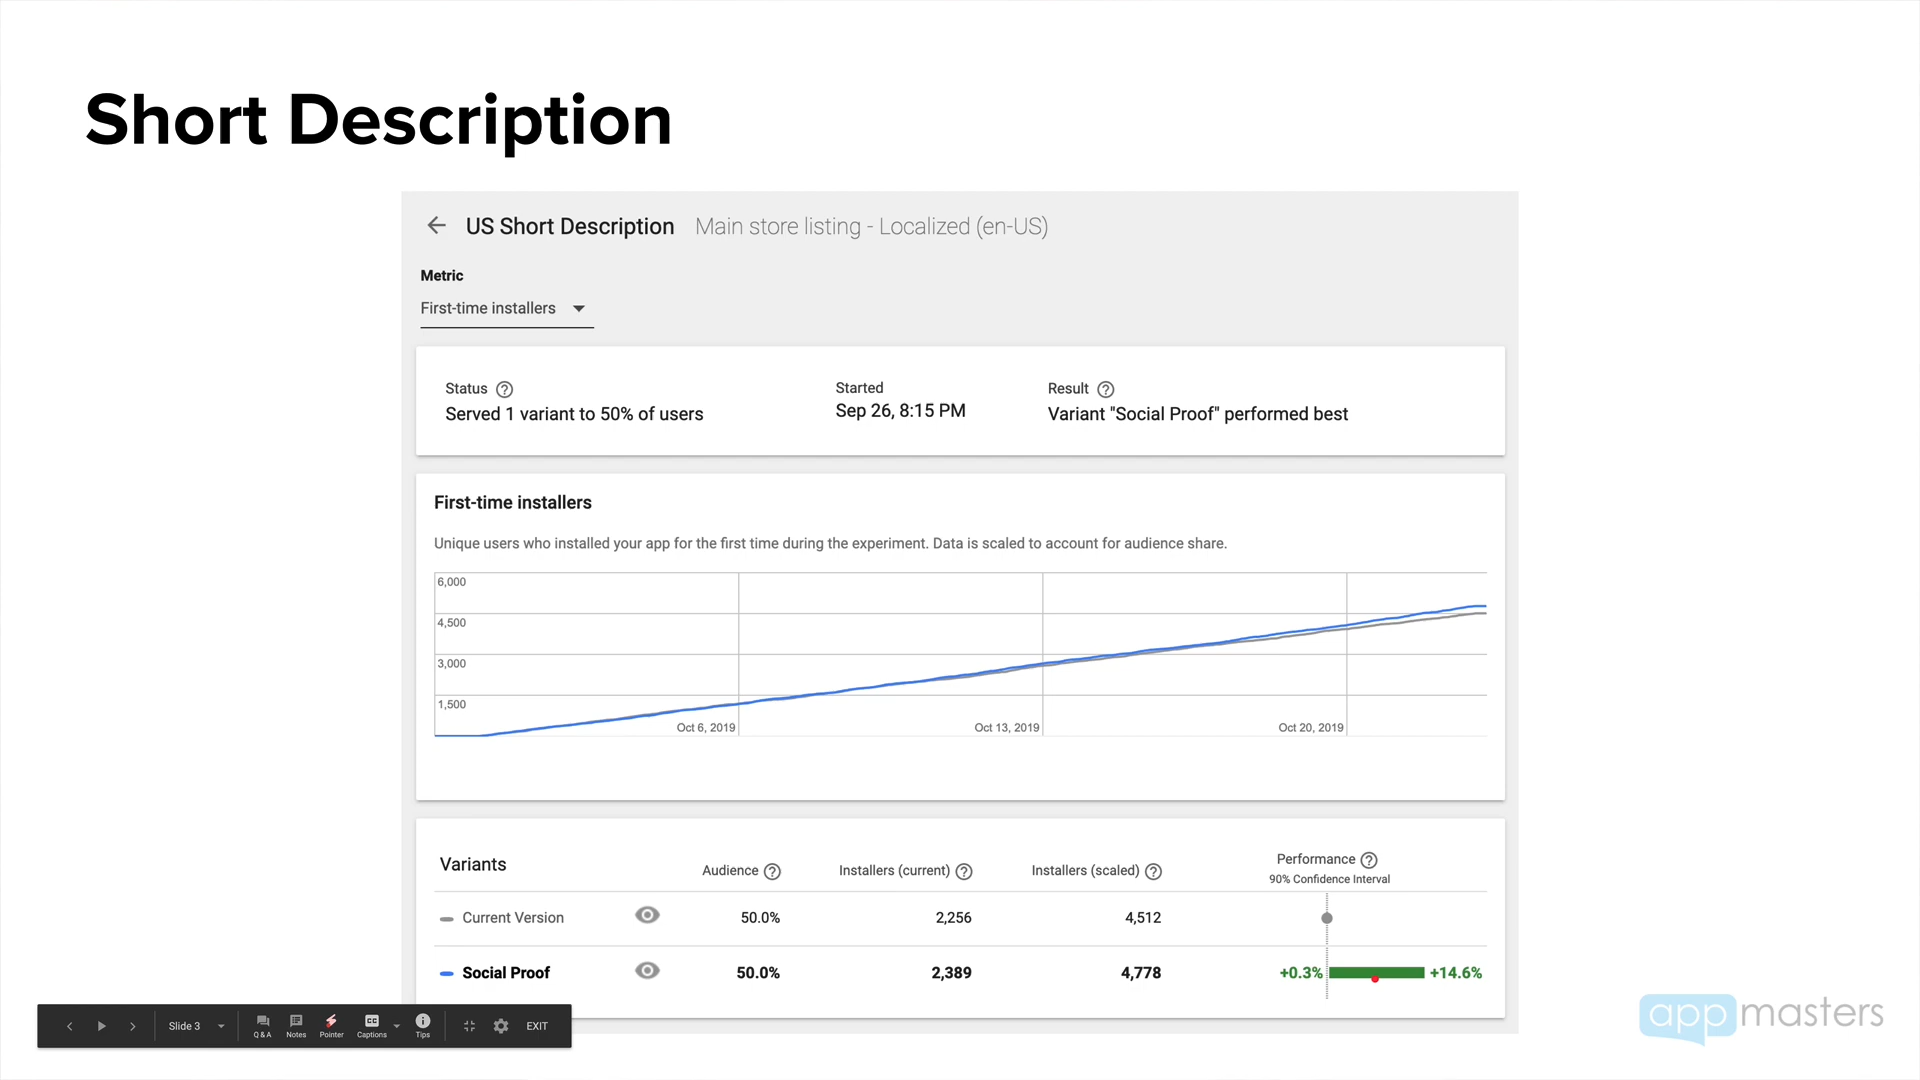 Short Description
US Short Description Main store listing - Localized (en-US)
Metric
First-time installers
Status Started Result
Served 1 variant to 50% of users Sep 26, 8:15 PM Variant "Social Proof" performed best
First-time installers
Unique users who installed your app for the first time during the experiment. Data is scaled to account for audience share.
6,000
4,500
3,000
1,500
Oct 6, 2019 Oct 13, 2019 Oct 20, 2019
Variants Audience Installers (current) Installers (scaled) Performance
90% Confidence Interval
Current Version 50.0% 2,256 4,512
Social Proof 50.0% 2,389 4,778 +0.3% +14.6%
Slide 3 Q & A Notes Pointer CC Captions Tips EXIT
appmasters